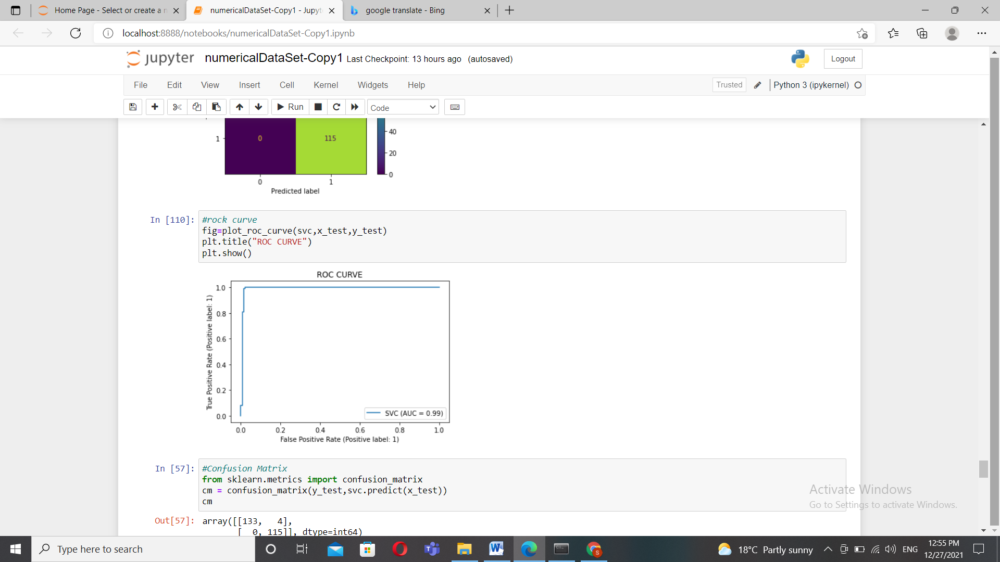 Home Page - Select or create a n
numericalDataSet-Copy1 - Jupyt
google translate - Bing
localhost:8888/notebooks/numericalDataSet-Copy1.ipynb
jupyter numericalDataSet-Copy1 Last Checkpoint: 13 hours ago (autosaved)
Logout
File Edit View Insert Cell Kernel Widgets Help
Trusted
Python 3 (ipykernel)
Run
Code
40
1 0 115
20
0
0 1
Predicted label
In [110]: #rock curve
fig=plot_roc_curve(svc,x_test,y_test)
plt.title("ROC CURVE")
plt.show()
ROC CURVE
True Positive Rate (Positive label: 1)
1.0
0.8
0.6
0.4
0.2
0.0
SVC (AUC = 0.99)
0.0 0.2 0.4 0.6 0.8 1.0
False Positive Rate (Positive label: 1)
In [57]: #Confusion Matrix
from sklearn.metrics import confusion_matrix
cm = confusion_matrix(y_test,svc.predict(x_test))
cm
Out[57]: array([[133, 4],
[ 0, 115]], dtype=int64)
Activate Windows
Go to Settings to activate Windows.
Type here to search
18°C Partly sunny
ENG
12:55 PM
12/27/2021